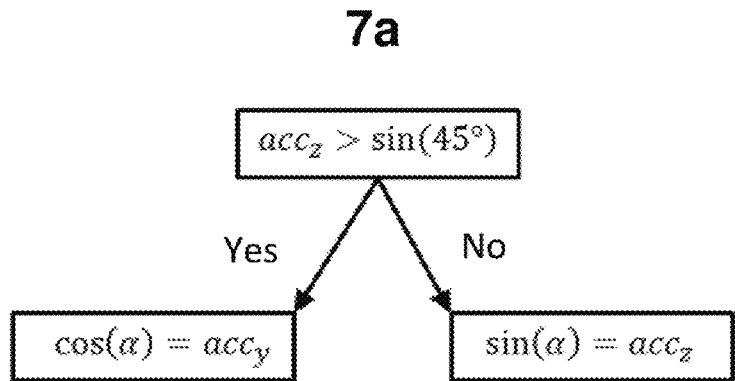 7a
acc_z > sin(45°)
Yes
No
cos(α) = acc_y
sin(α) = acc_z